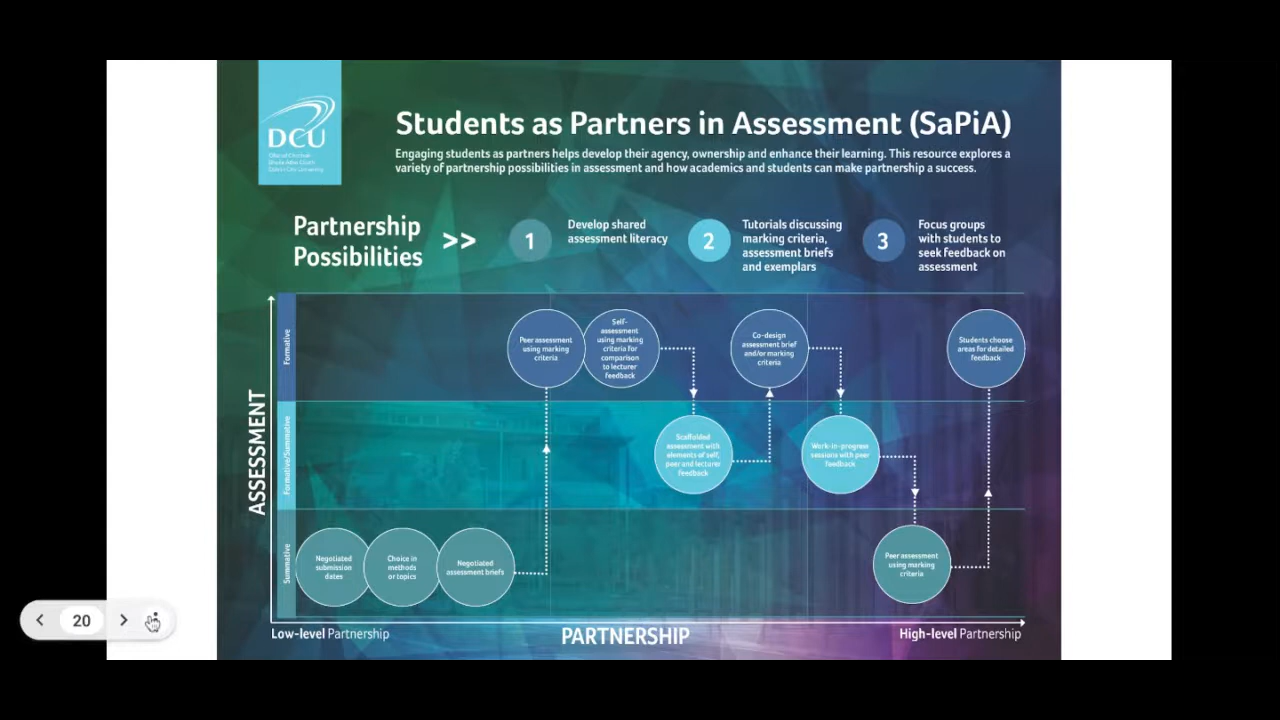 DCU
Students as Partners in Assessment (SaPiA)
Engaging students as partners helps develop their agency, ownership and enhance their learning. This resource explores a
variety of partnership possibilities in assessment and how academics and students can make partnership a success.
Partnership
Possibilities
>>
1
Develop shared
assessment literacy
2
Tutorials discussing
marking criteria,
assessment briefs
and exemplars
3
Focus groups
with students to
seek feedback on
assessment
ASSESSMENT
Formative
Peer assessment
using marking
criteria
Self-
assessment
using marking
criteria for
comparison
to lecturer
feedback
Co-design
assessment brief
and/or marking
criteria
Students choose
areas for detailed
feedback
Formative/Summative
Scaffolded
assessment with
elements of self,
peer and lecturer
feedback
Work-in-progress
sessions with peer
feedback
Summative
Negotiated
submission
dates
Choice in
methods
or topics
Negotiated
assessment briefs
Peer assessment
using marking
criteria
20
Low-level Partnership
PARTNERSHIP
High-level Partnership